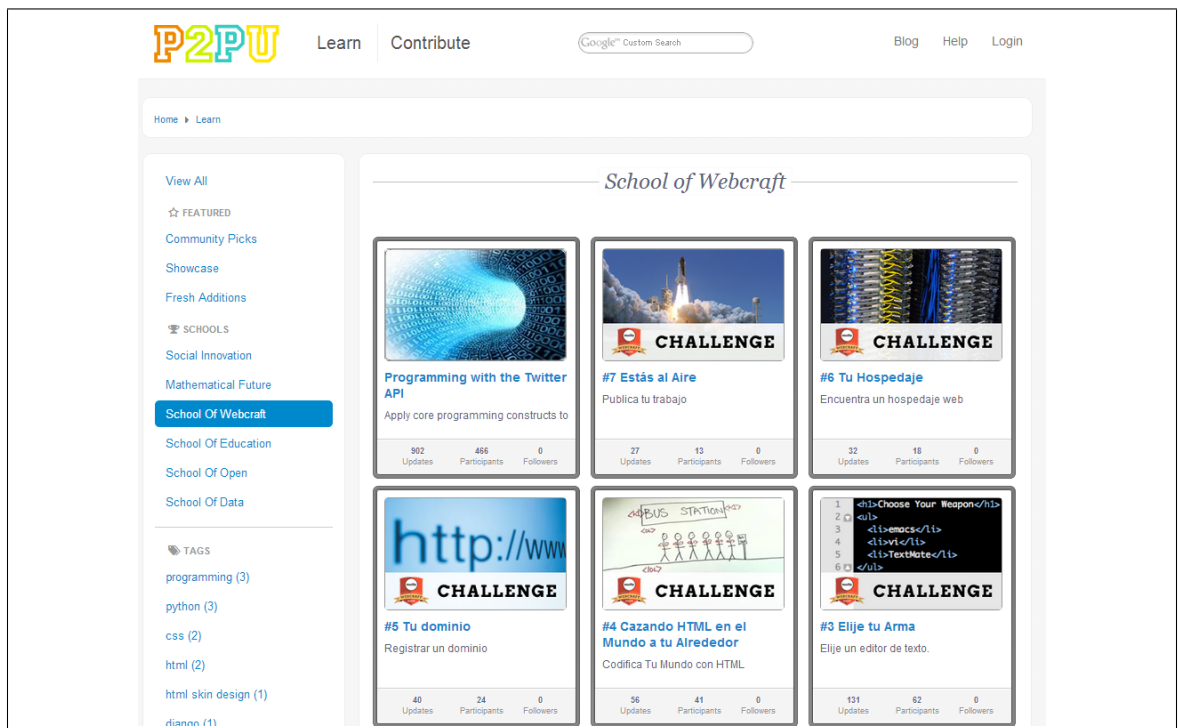 P2PU
Learn
Contribute
Google™ Custom Search
Blog
Help
Login
Home
Learn
View All
FEATURED
Community Picks
Showcase
Fresh Additions
SCHOOLS
Social Innovation
Mathematical Future
School Of Webcraft
School Of Education
School Of Open
School Of Data
TAGS
programming (3)
python (3)
css (2)
html (2)
html skin design (1)
django (1)
School of Webcraft
Programming with the Twitter
API
Apply core programming constructs to
902 466 0
Updates Participants Followers
CHALLENGE
#7 Estás al Aire
Publica tu trabajo
27 13 0
Updates Participants Followers
CHALLENGE
#6 Tu Hospedaje
Encuentra un hospedaje web
32 18 0
Updates Participants Followers
http://www
CHALLENGE
#5 Tu dominio
Registrar un dominio
40 24 0
Updates Participants Followers
BUS STATION
CHALLENGE
#4 Cazando HTML en el
Mundo a tu Alrededor
Codifica Tu Mundo con HTML
56 41 0
Updates Participants Followers
1 <h1>Choose Your Weapon</h1>
2 <ul>
3 <li>emacs</li>
4 <li>vi</li>
5 <li>TextMate</li>
6 </ul>
CHALLENGE
#3 Elije tu Arma
Elije un editor de texto.
131 62 0
Updates Participants Followers